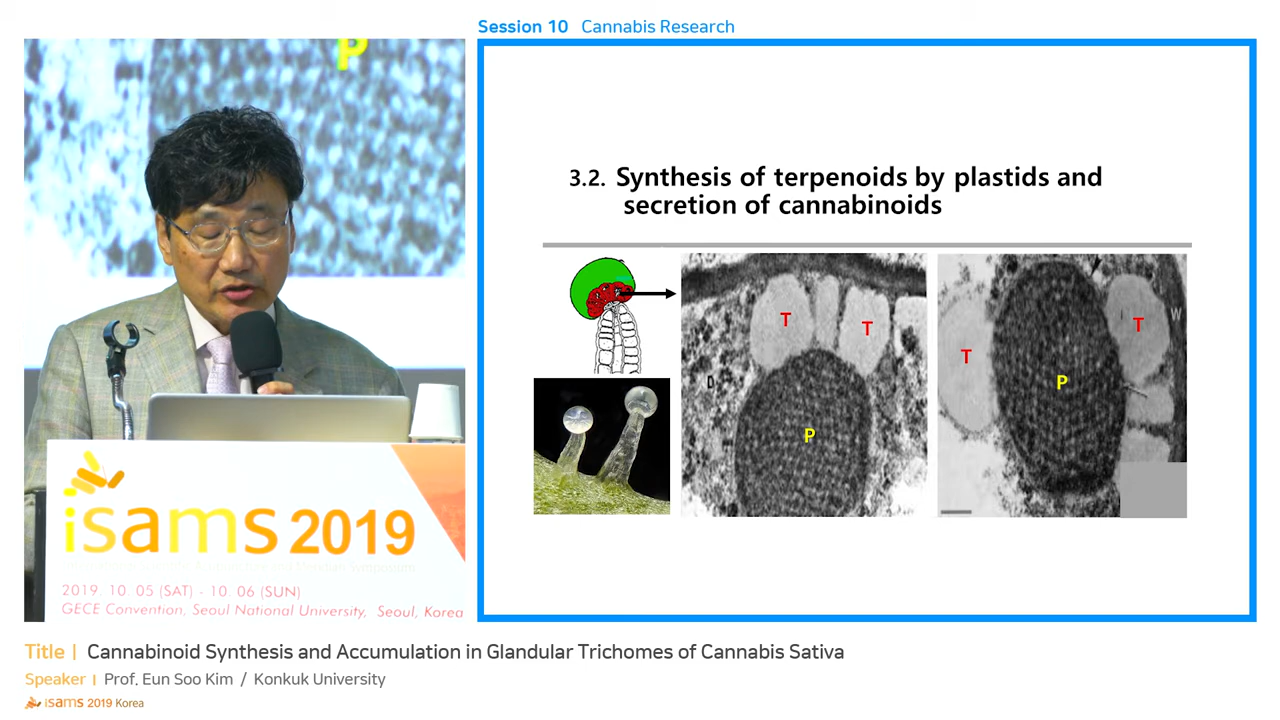 Session 10 Cannabis Research
P
3.2. Synthesis of terpenoids by plastids and
secretion of cannabinoids
T
T
P
D
T
T
P
W
isams 2019
2019. 10. 05 (SAT) - 10. 06 (SUN)
GECE Convention, Seoul National University, Seoul, Korea
Title | Cannabinoid Synthesis and Accumulation in Glandular Trichomes of Cannabis Sativa
Speaker | Prof. Eun Soo Kim / Konkuk University
isams 2019 Korea